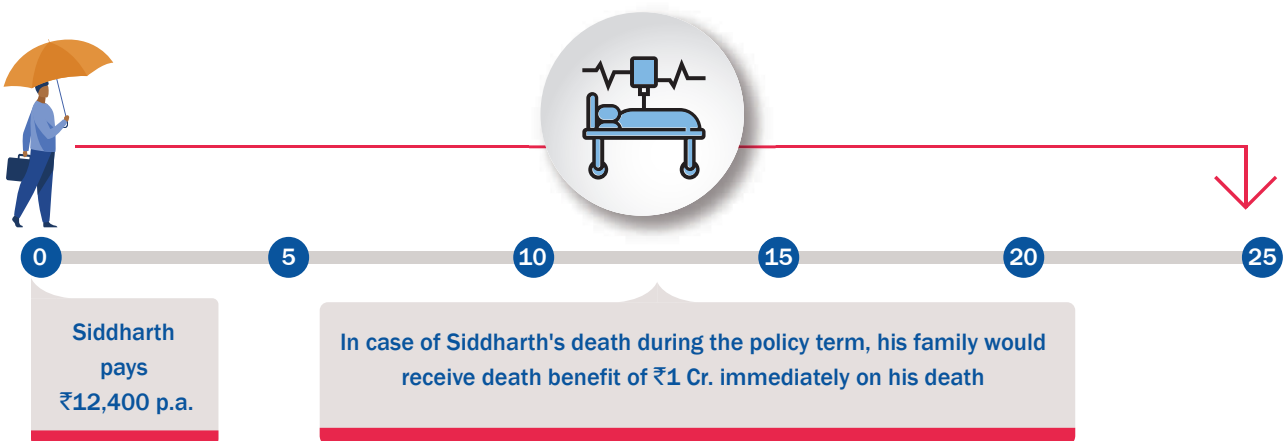 0 5 10 15 20 25
Siddharth
pays
₹12,400 p.a.
In case of Siddharth's death during the policy term, his family would
receive death benefit of ₹1 Cr. immediately on his death